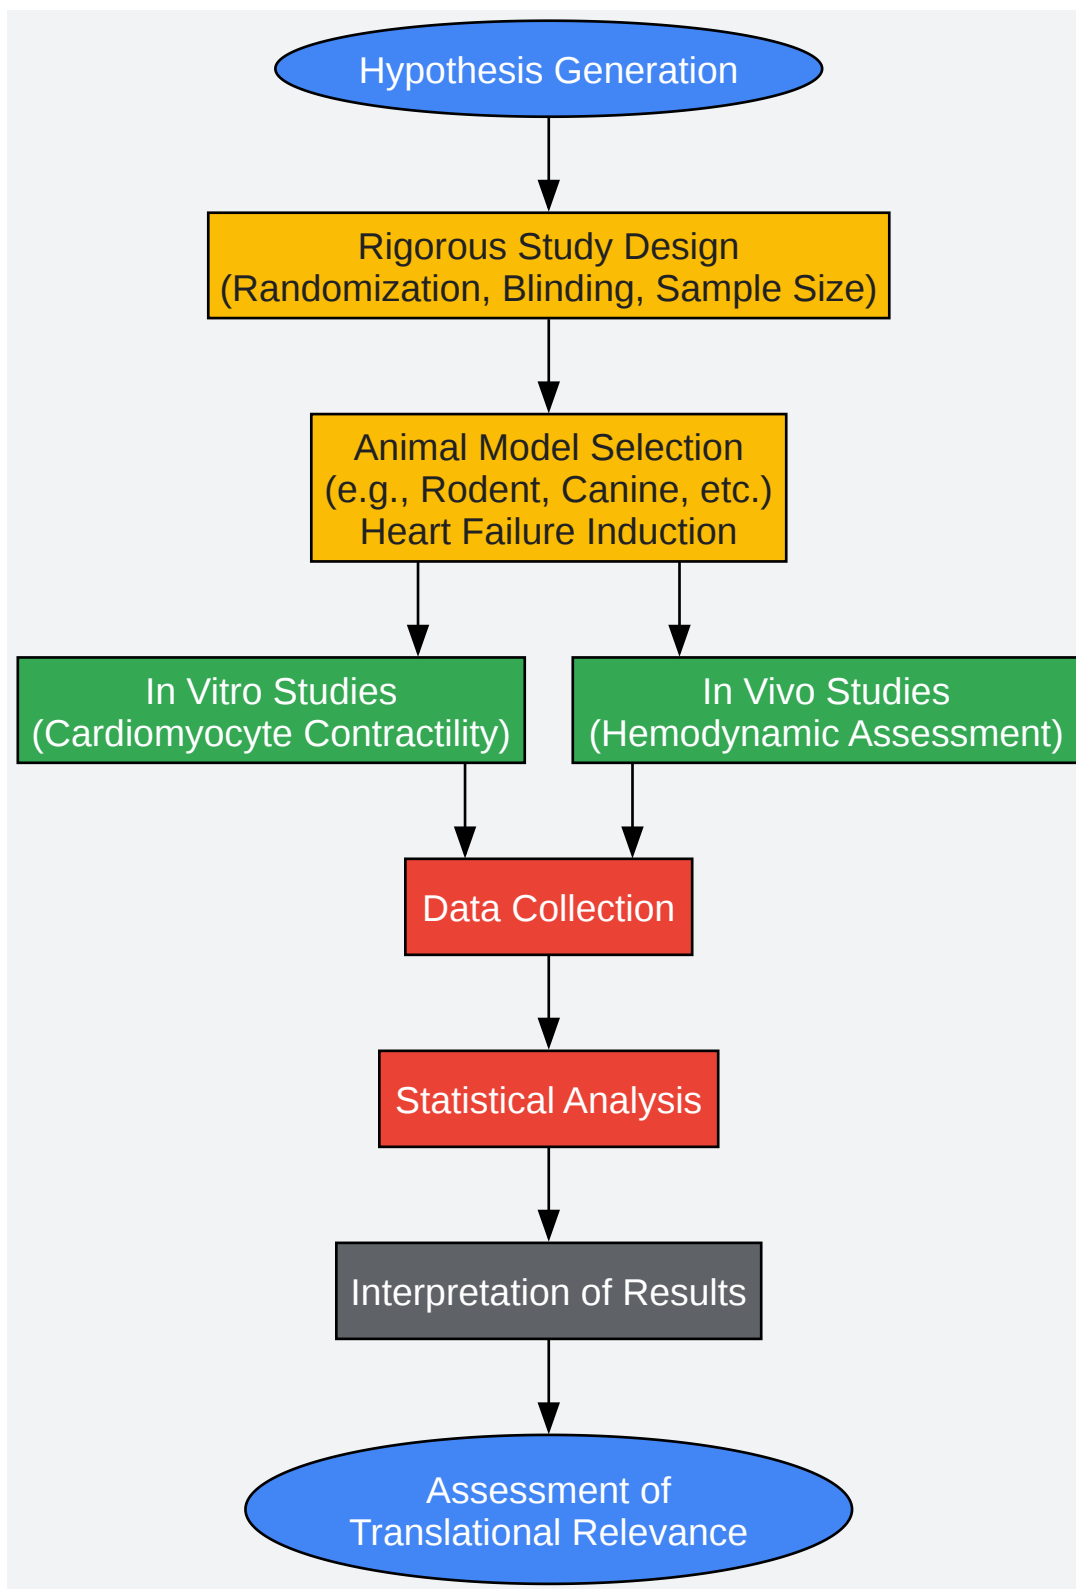 Hypothesis Generation
Rigorous Study Design
(Randomization, Blinding, Sample Size)
Animal Model Selection
(e.g., Rodent, Canine, etc.)
Heart Failure Induction
In Vitro Studies
(Cardiomyocyte Contractility)
In Vivo Studies
(Hemodynamic Assessment)
Data Collection
Statistical Analysis
Interpretation of Results
Assessment of
Translational Relevance